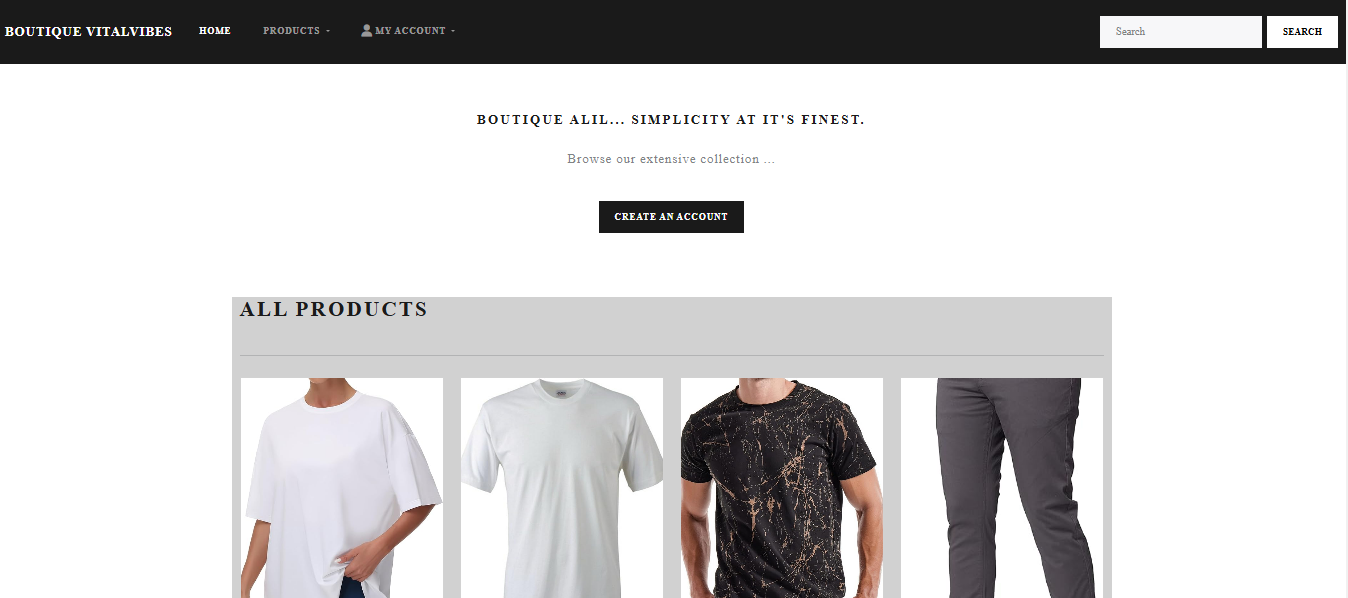 BOUTIQUE VITALVIBES HOME PRODUCTS MY ACCOUNT Search SEARCH
BOUTIQUE ALIL... SIMPLICITY AT IT'S FINEST.
Browse our extensive collection ...
CREATE AN ACCOUNT
ALL PRODUCTS